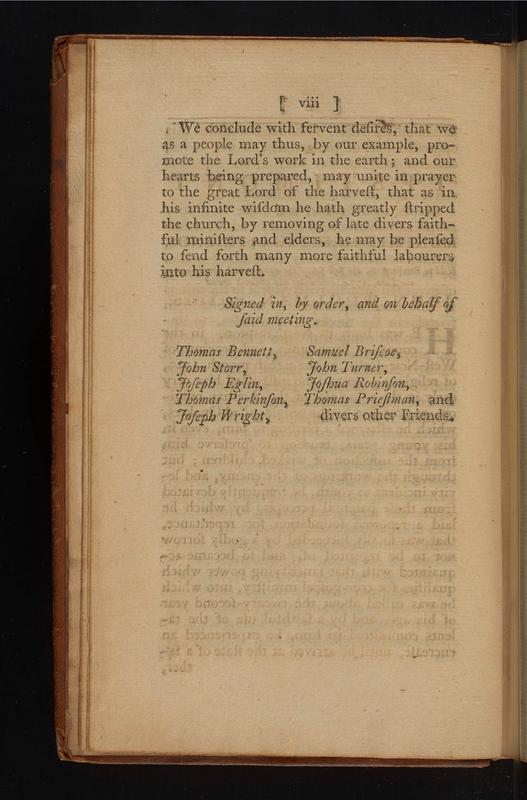 [ viii ]
We conclude with fervent deſires, that we
as a people may thus, by our example, pro-
mote the Lord's work in the earth; and our
hearts being prepared, may unite in prayer
to the great Lord of the harveſt, that as in
his infinite wiſdom he hath greatly ſtripped
the church, by removing of late divers faith-
ful miniſters and elders, he may be pleaſed
to ſend forth many more faithful labourers
into his harveſt.
Signed in, by order, and on behalf of
ſaid meeting.
Thomas Bennett, Samuel Briſcoe,
John Storr, John Turner,
Joſeph Eglin, Joſhua Robinſon,
Thomas Perkinſon, Thomas Prieſtman, and
Joſeph Wright, divers other Friends.